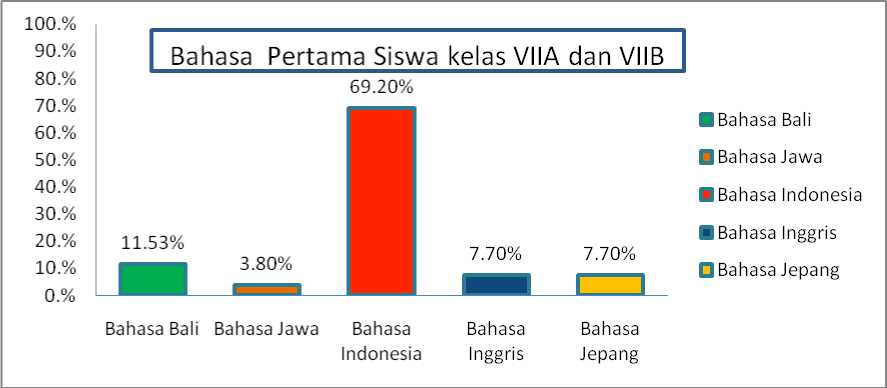 Bahasa Pertama Siswa kelas VIIA dan VIIB
100.%
90.%
80.%
70.%
60.%
50.%
40.%
30.%
20.%
10.%
0.%
11.53%
3.80%
69.20%
7.70%
7.70%
Bahasa Bali
Bahasa Jawa
Bahasa
Indonesia
Bahasa
Inggris
Bahasa
Jepang
Bahasa Bali
Bahasa Jawa
Bahasa Indonesia
Bahasa Inggris
Bahasa Jepang